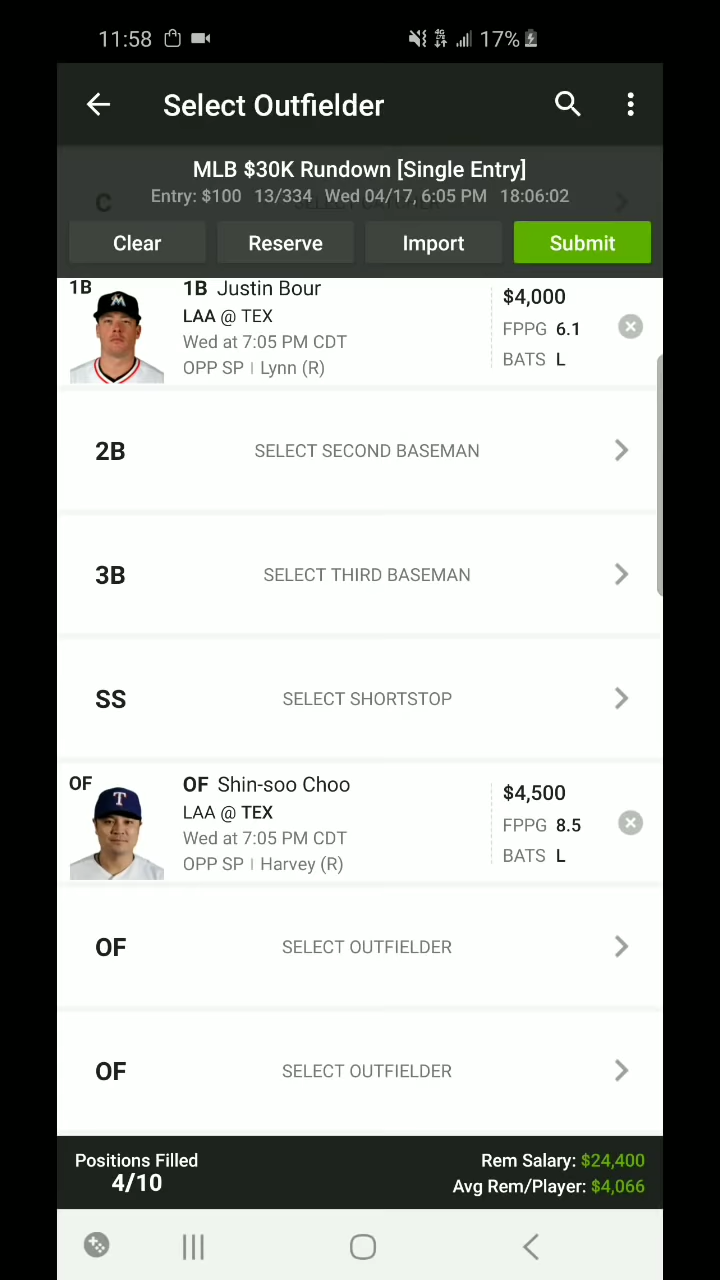 11:58
4G
17%
Select Outfielder
MLB $30K Rundown [Single Entry]
Entry: $100 13/334 Wed 04/17, 6:05 PM 18:06:02
C
Clear
Reserve
Import
Submit
1B
1B Justin Bour
LAA @ TEX
Wed at 7:05 PM CDT
OPP SP | Lynn (R)
$4,000
FPPG 6.1
BATS L
2B
SELECT SECOND BASEMAN
3B
SELECT THIRD BASEMAN
SS
SELECT SHORTSTOP
OF
OF Shin-soo Choo
LAA @ TEX
Wed at 7:05 PM CDT
OPP SP | Harvey (R)
$4,500
FPPG 8.5
BATS L
OF
SELECT OUTFIELDER
OF
SELECT OUTFIELDER
Positions Filled
4/10
Rem Salary: $24,400
Avg Rem/Player: $4,066